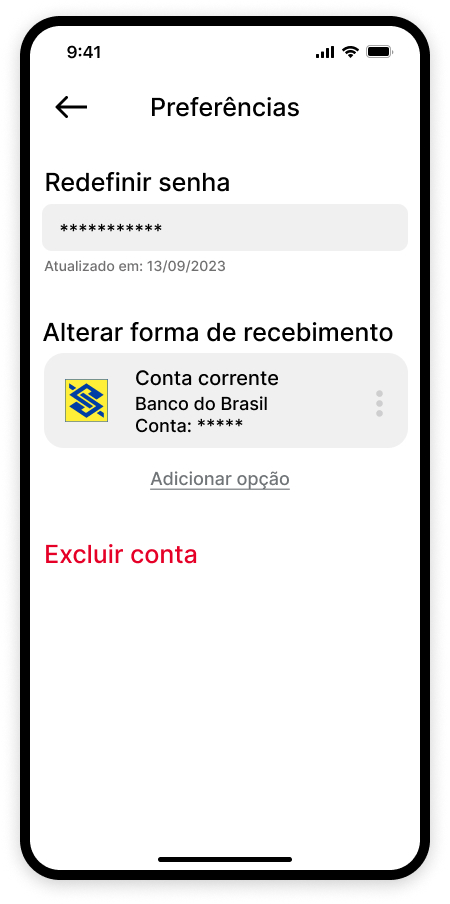 9:41
Preferências
Redefinir senha
***********
Atualizado em: 13/09/2023
Alterar forma de recebimento
Conta corrente
Banco do Brasil
Conta: *****
Adicionar opção
Excluir conta